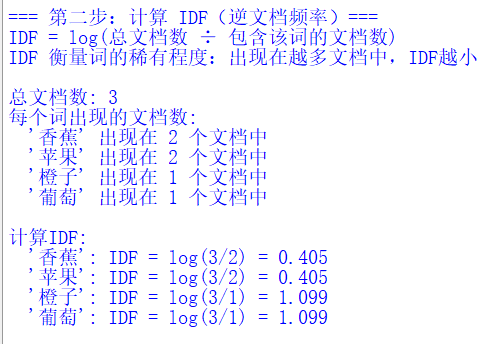 === 第二步：计算 IDF（逆文档频率）===
IDF = log(总文档数 ÷ 包含该词的文档数)
IDF 衡量词的稀有程度：出现在越多文档中，IDF越小
总文档数: 3
每个词出现的文档数:
'香蕉' 出现在 2 个文档中
'苹果' 出现在 2 个文档中
'橙子' 出现在 1 个文档中
'葡萄' 出现在 1 个文档中
计算IDF:
'香蕉': IDF = log(3/2) = 0.405
'苹果': IDF = log(3/2) = 0.405
'橙子': IDF = log(3/1) = 1.099
'葡萄': IDF = log(3/1) = 1.099